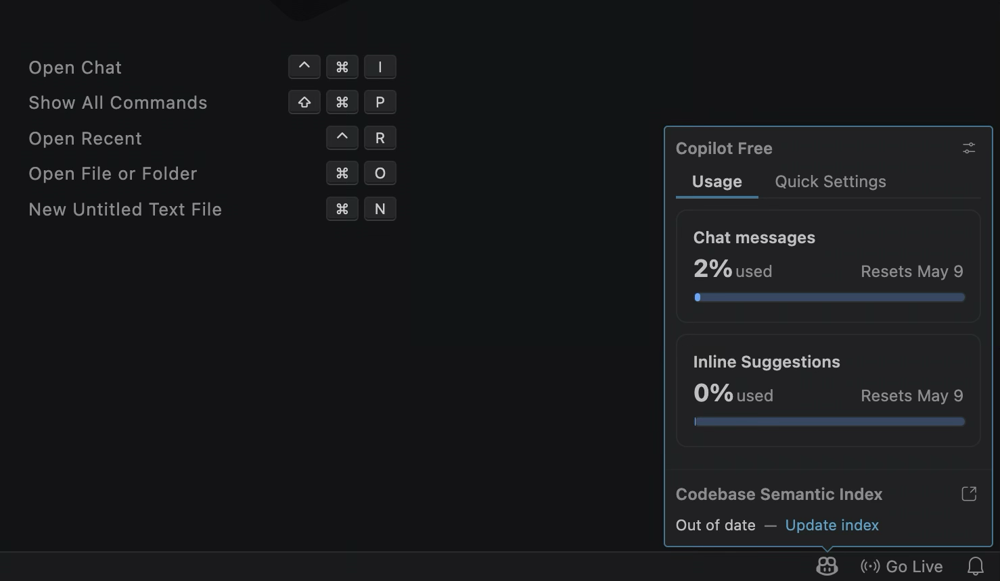 Open Chat ^ ⌘ I
Show All Commands ⇧ ⌘ P
Open Recent ^ R
Open File or Folder ⌘ O
New Untitled Text File ⌘ N
Copilot Free
Usage Quick Settings
Chat messages
2% used Resets May 9
Inline Suggestions
0% used Resets May 9
Codebase Semantic Index
Out of date — Update index
Go Live